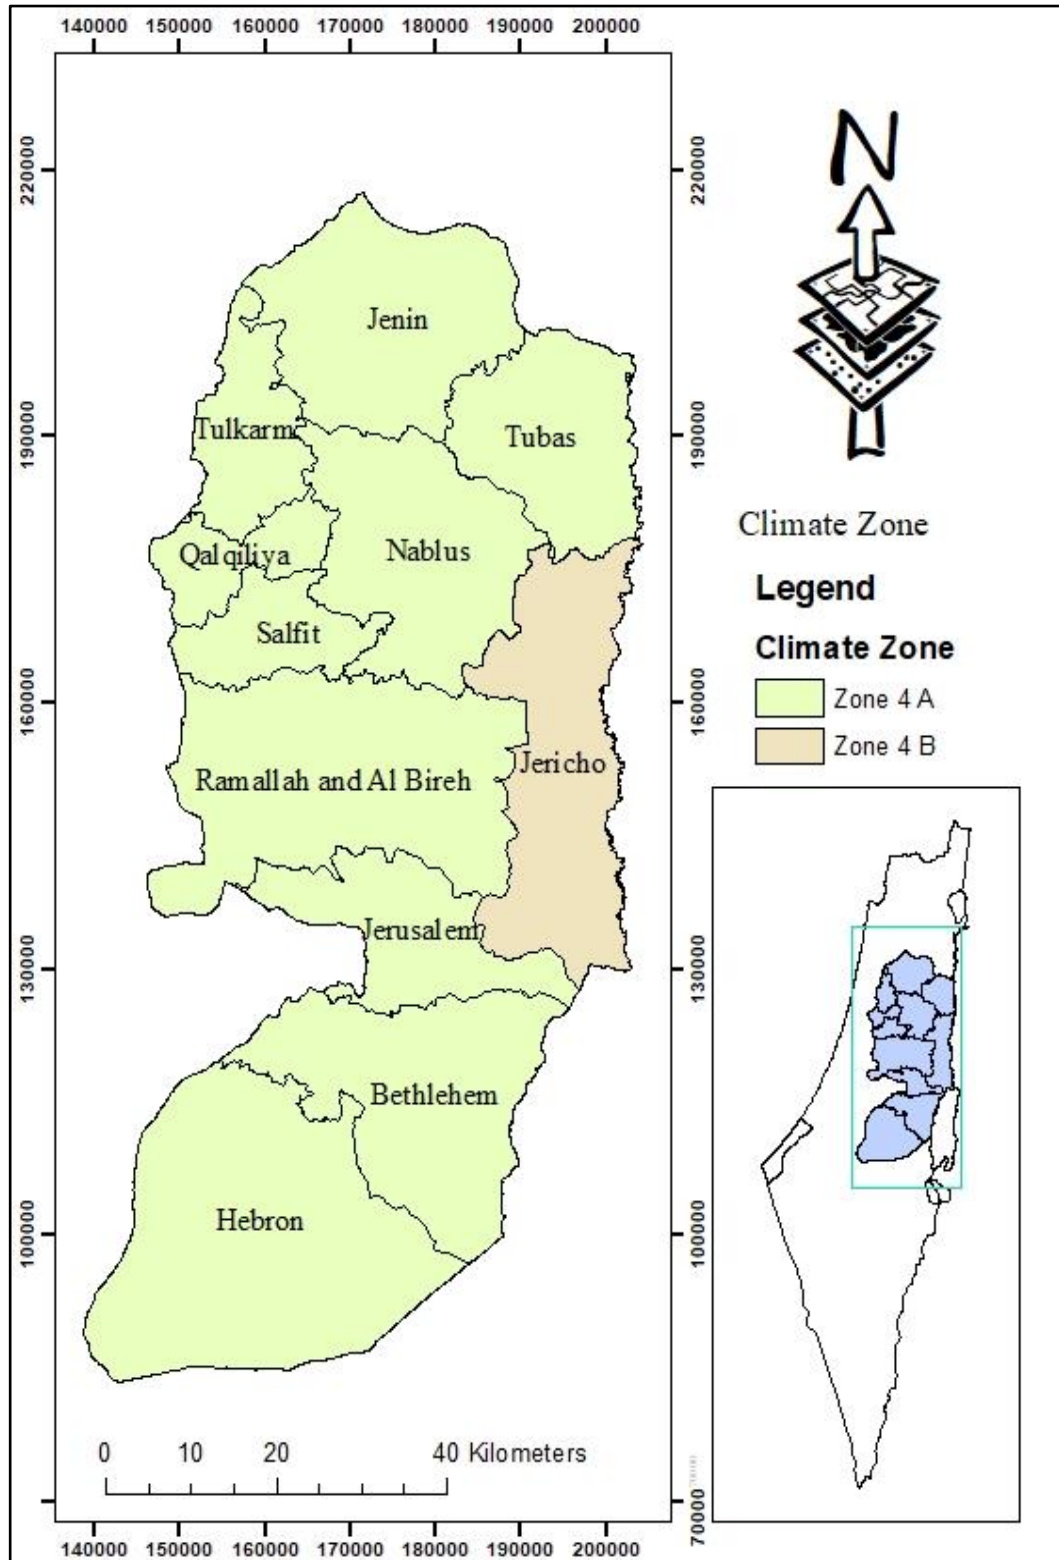 140000 150000 160000 170000 180000 190000 200000
220000
220000
N
Jenin
Tulkarm
190000
190000
Tubas
Climate Zone
Qalqiliya
Nablus
Legend
Salfit
Climate Zone
160000
160000
Zone 4 A
Zone 4 B
Ramallah and Al Bireh
Jericho
Jerusalem
130000
130000
Bethlehem
Hebron
100000
100000
0 10 20 40 Kilometers
70000
140000 150000 160000 170000 180000 190000 200000